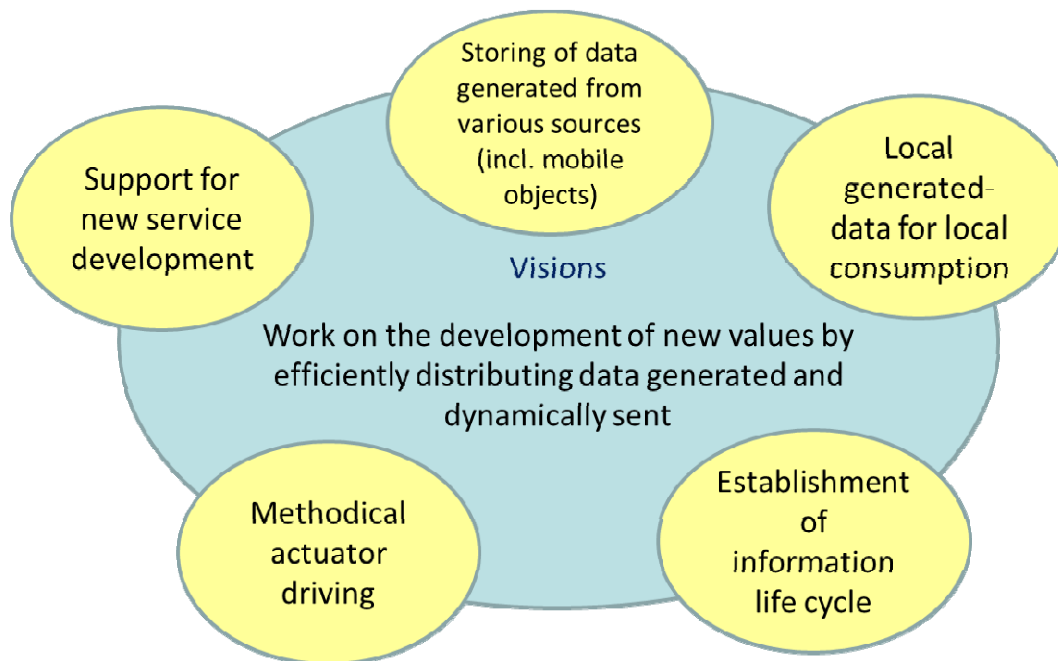 Storing of data
generated from
various sources
(incl. mobile
objects)
Support for
new service
development
Local
generated-
data for local
consumption
Visions
Work on the development of new values by
efficiently distributing data generated and
dynamically sent
Methodical
actuator
driving
Establishment
of
information
life cycle